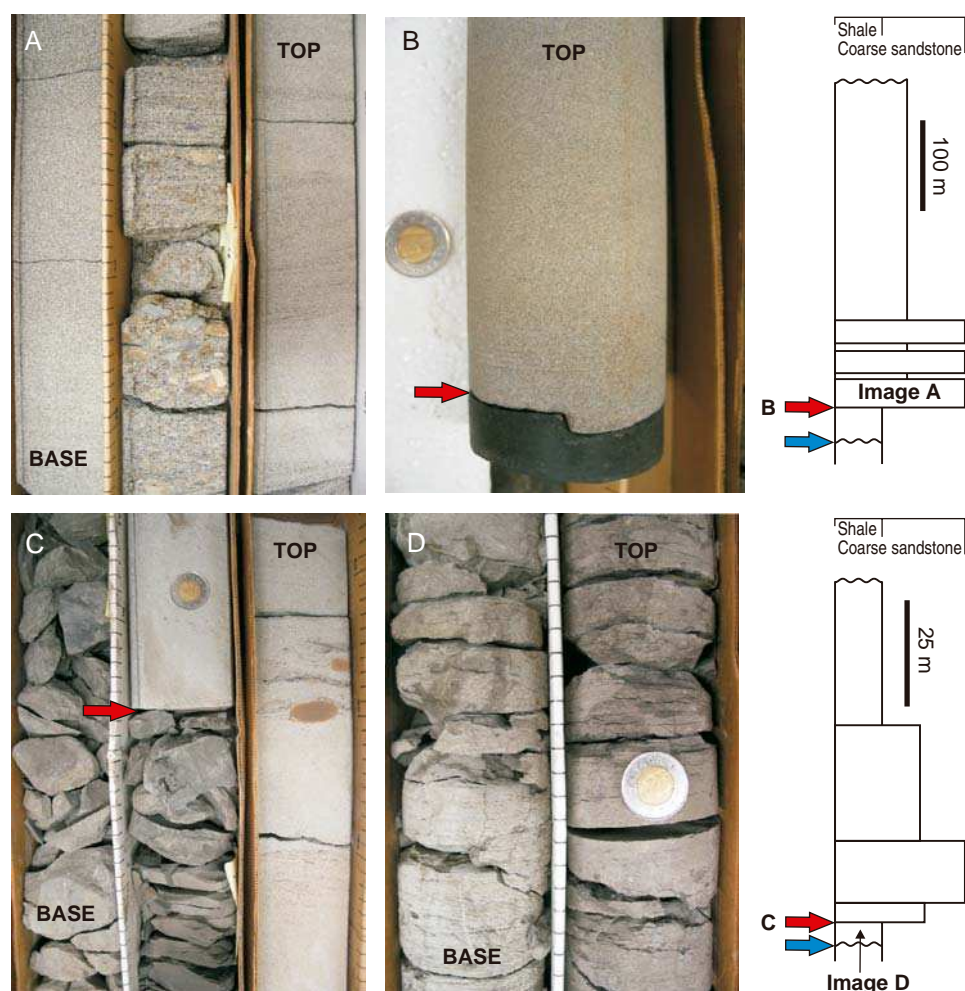 A
TOP
BASE
B
TOP
Shale
Coarse sandstone
100 m
Image A
B
C
TOP
BASE
D
TOP
BASE
Shale
Coarse sandstone
25 m
C
Image D